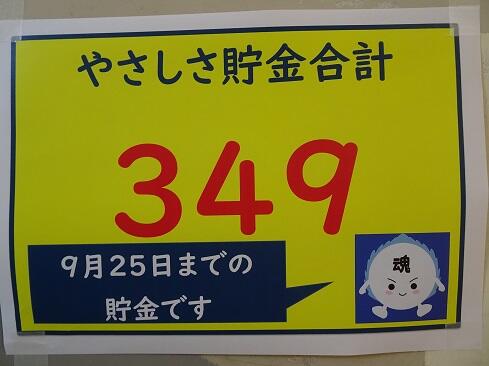 やさしさ貯金合計
349
9月25日までの
貯金です
魂